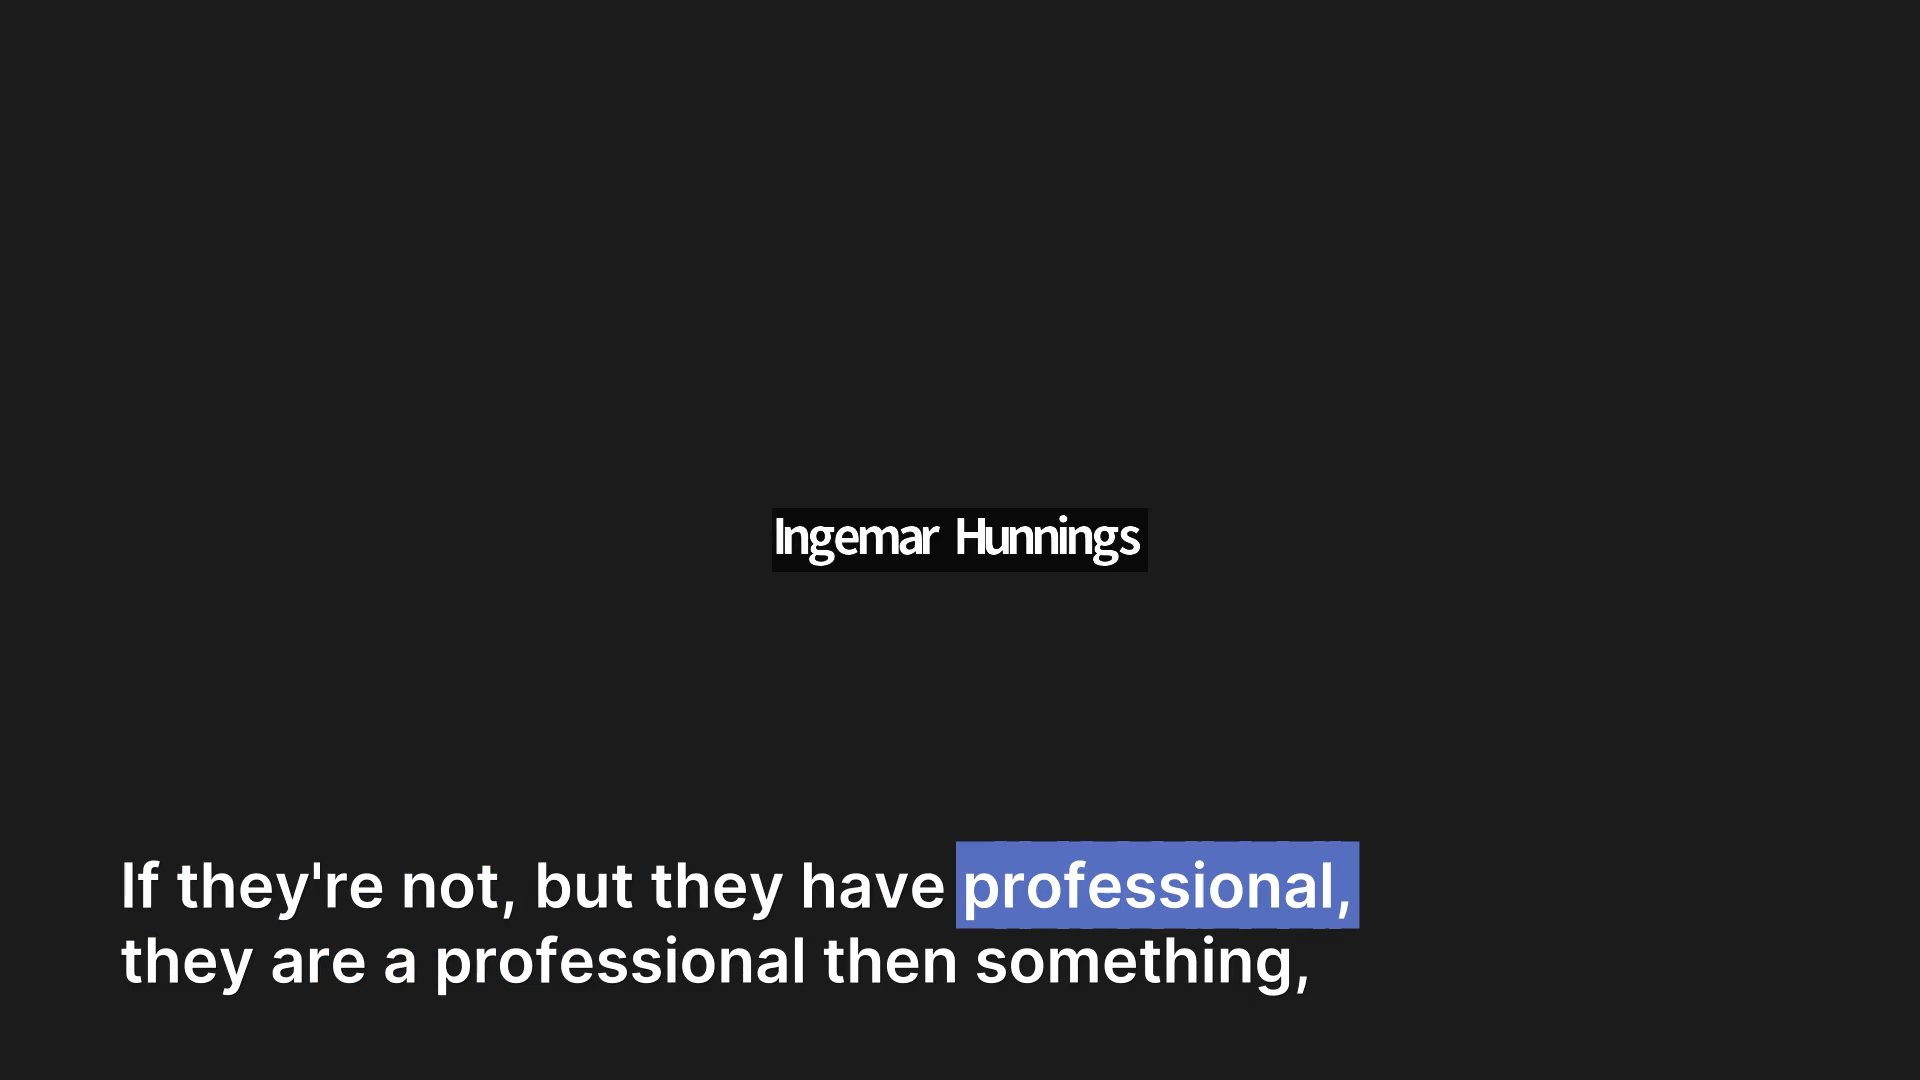 Ingemar Hunnings
If they're not, but they have professional,
they are a professional then something,